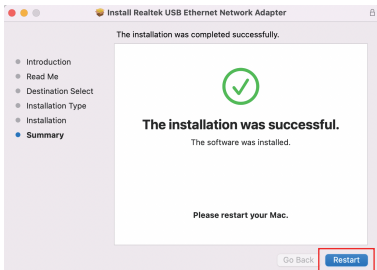 Install Realtek USB Ethernet Network Adapter
The installation was completed successfully.
Introduction
Read Me
Destination Select
Installation Type
Installation
Summary
The installation was successful.
The software was installed.
Please restart your Mac.
Go Back
Restart